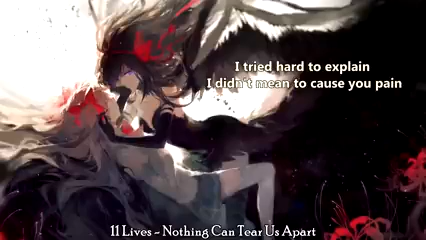 I tried hard to explain
I didn't mean to cause you pain
11 Lives - Nothing Can Tear Us Apart